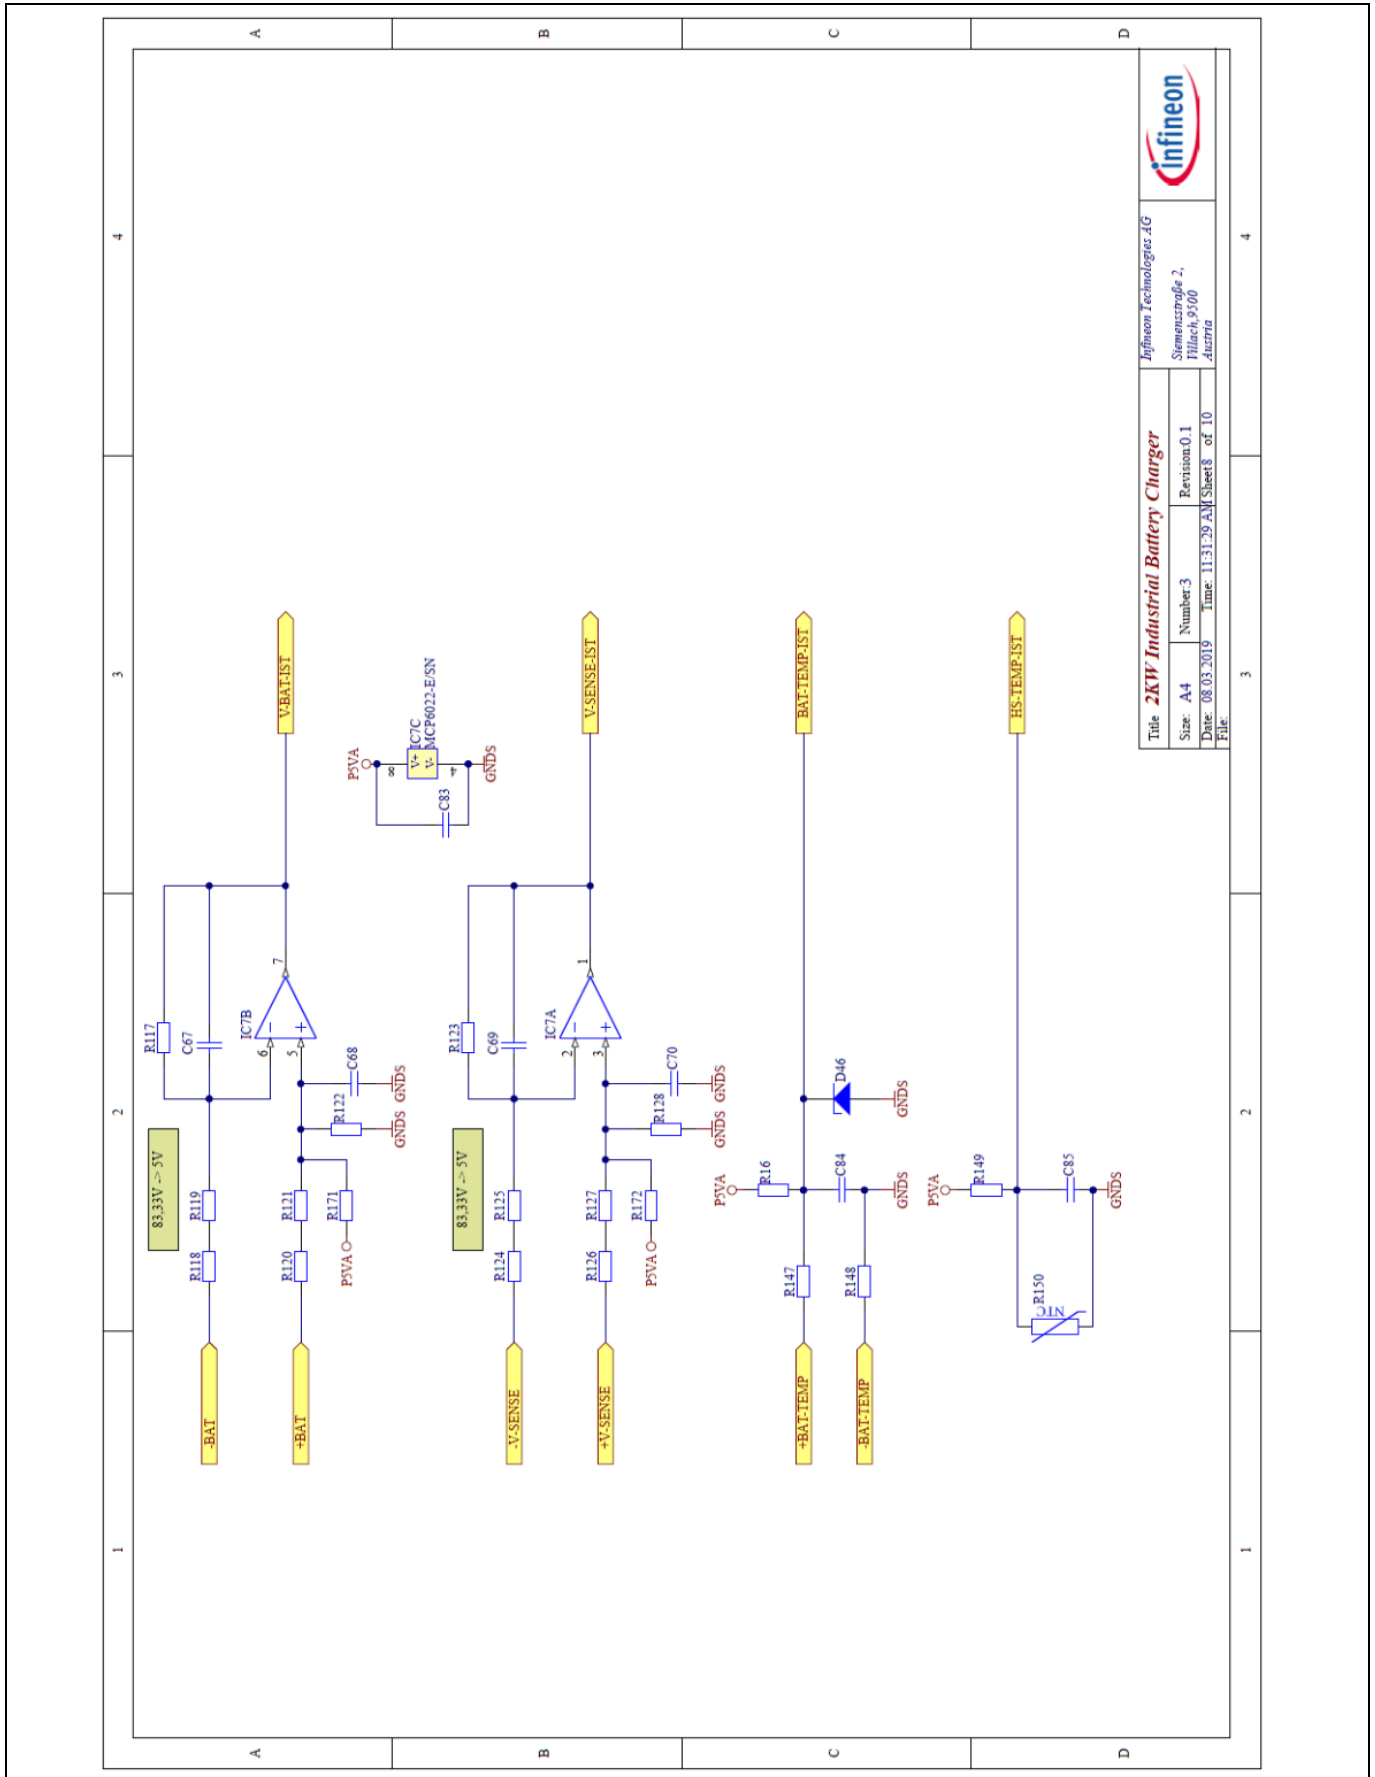 1
2
3
4
A
A
B
B
C
C
D
D
1
2
3
4
83,33V -> 5V
R117
C67
R118
R119
-BAT
IC7B
6
5
7
V-BAT-IST
R120
R121
+BAT
R171
P5VA
R122
GNDS
C68
GNDS
P5VA
8
V+
V-
4
IC7C
MCP6022-E/SN
C83
GNDS
83,33V -> 5V
R123
C69
R124
R125
-V-SENSE
IC7A
2
3
1
V-SENSE-IST
R126
R127
+V-SENSE
R172
P5VA
R128
GNDS
C70
GNDS
P5VA
R16
+BAT-TEMP
R147
BAT-TEMP-IST
C84
D46
-BAT-TEMP
R148
GNDS
GNDS
P5VA
R149
HS-TEMP-IST
R150
NTC
C85
GNDS
Title 2KW Industrial Battery Charger
Size: A4 Number:3 Revision:0.1
Date: 08.03.2019 Time: 11:31:29 AM Sheet8 of 10
File:
Infineon Technologies AG
Siemensstraße 2,
Villach,9500
Austria
infineon